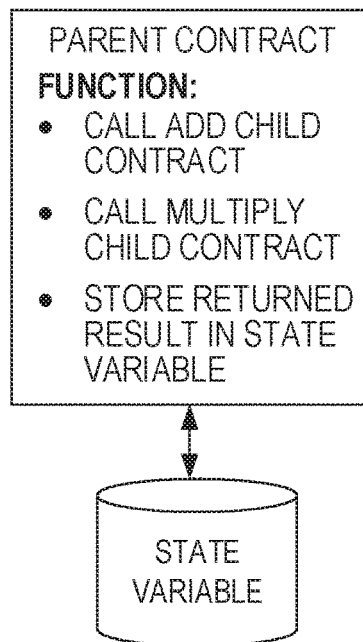 PARENT CONTRACT
FUNCTION:
• CALL ADD CHILD
CONTRACT
• CALL MULTIPLY
CHILD CONTRACT
• STORE RETURNED
RESULT IN STATE
VARIABLE
STATE
VARIABLE